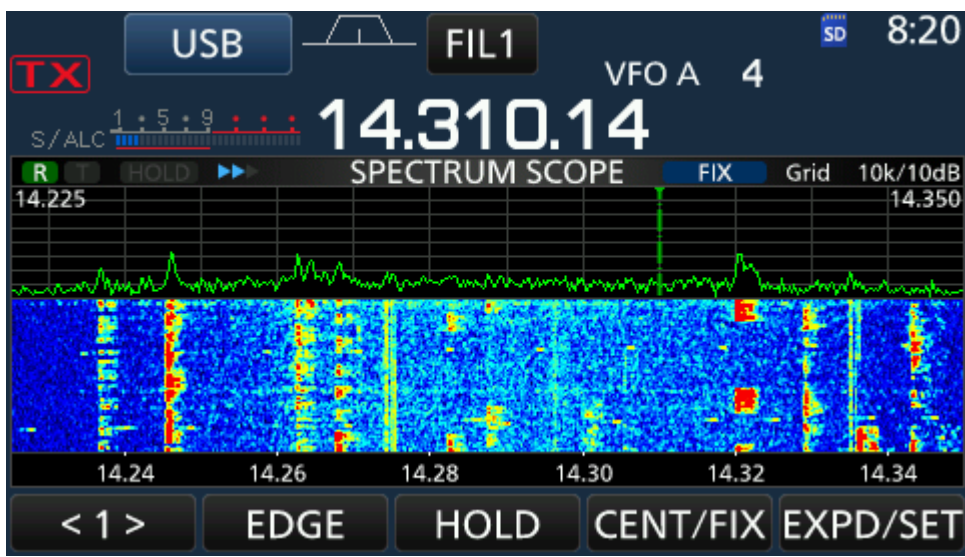 USB FIL1 SD 8:20
TX VFO A 4
S/ALC 1 5 9 14.310.14
R T HOLD SPECTRUM SCOPE FIX Grid 10k/10dB
14.225 14.350
14.24 14.26 14.28 14.30 14.32 14.34
< 1 > EDGE HOLD CENT/FIX EXPD/SET